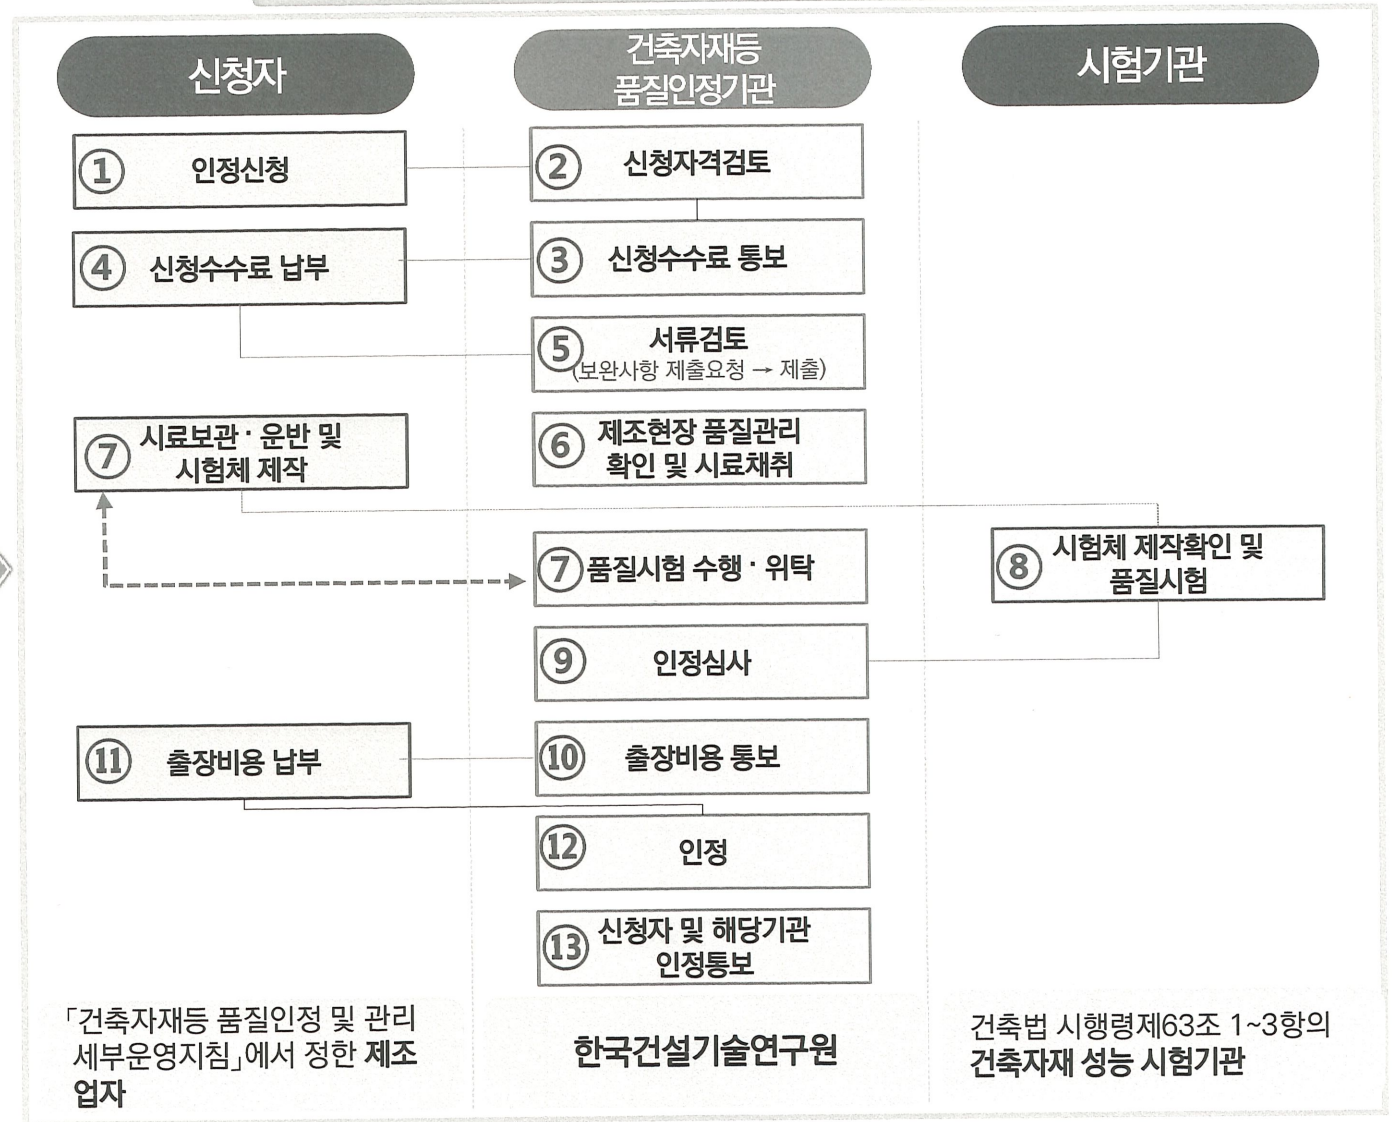 신청자
건축자재등
품질인정기관
시험기관
① 인정신청
② 신청자격검토
④ 신청수수료 납부
③ 신청수수료 통보
⑤ 서류검토
(보완사항 제출요청 → 제출)
⑦ 시료보관·운반 및
시험체 제작
⑥ 제조현장 품질관리
확인 및 시료채취
⑦ 품질시험 수행·위탁
⑧ 시험체 제작확인 및
품질시험
⑨ 인정심사
⑪ 출장비용 납부
⑩ 출장비용 통보
⑫ 인정
⑬ 신청자 및 해당기관
인정통보
「건축자재등 품질인정 및 관리
세부운영지침」에서 정한 제조
업자
한국건설기술연구원
건축법 시행령제63조 1~3항의
건축자재 성능 시험기관